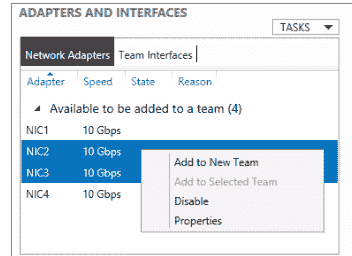 ADAPTERS AND INTERFACES
TASKS
Network Adapters Team Interfaces
Adapter Speed State Reason
Available to be added to a team (4)
NIC1 10 Gbps
NIC2 10 Gbps
NIC3 10 Gbps
NIC4 10 Gbps
Add to New Team
Add to Selected Team
Disable
Properties